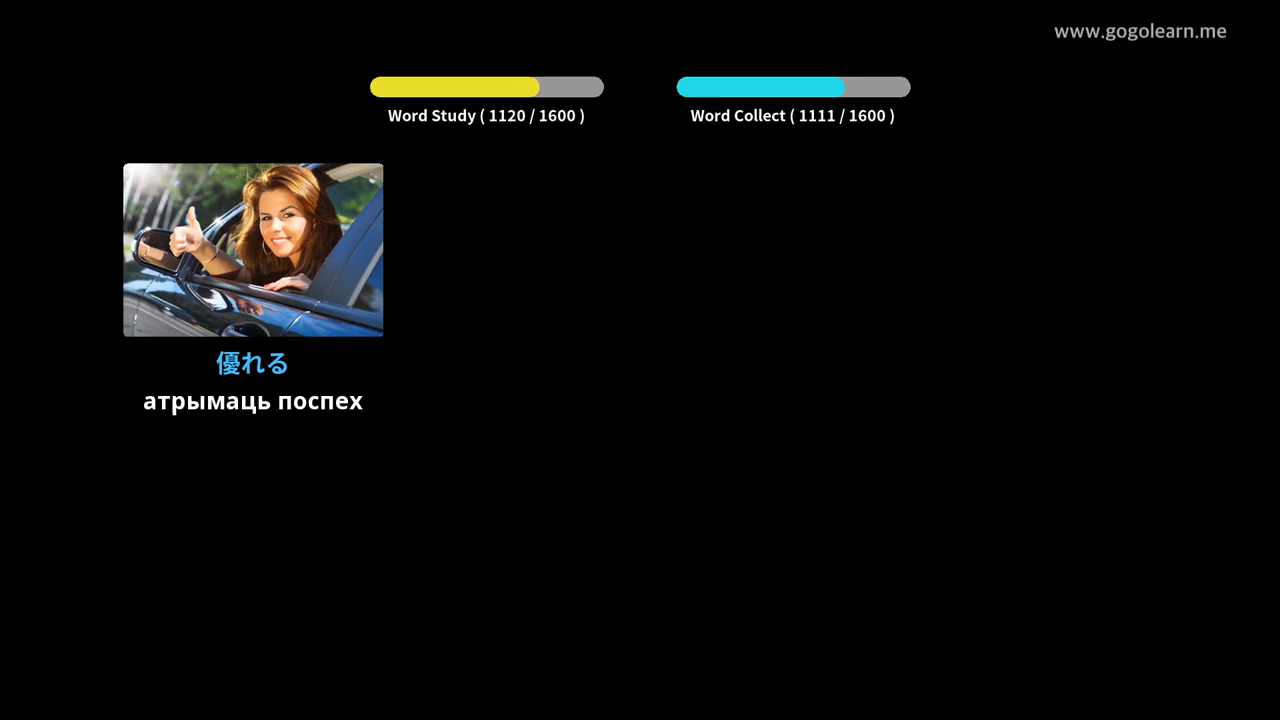 www.gogolearn.me
Word Study ( 1120 / 1600 )
Word Collect ( 1111 / 1600 )
優れる
атрымаць поспех